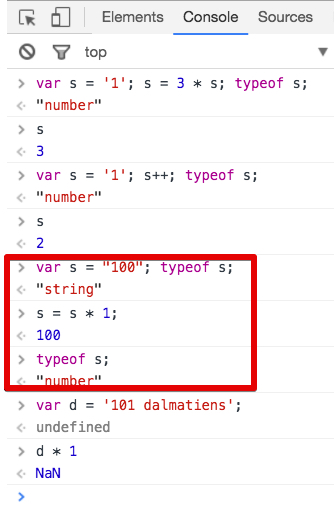 Elements Console Sources
top
var s = '1'; s = 3 * s; typeof s;
"number"
s
3
var s = '1'; s++; typeof s;
"number"
s
2
var s = "100"; typeof s;
"string"
s = s * 1;
100
typeof s;
"number"
var d = '101 dalmatiens';
undefined
d * 1
NaN